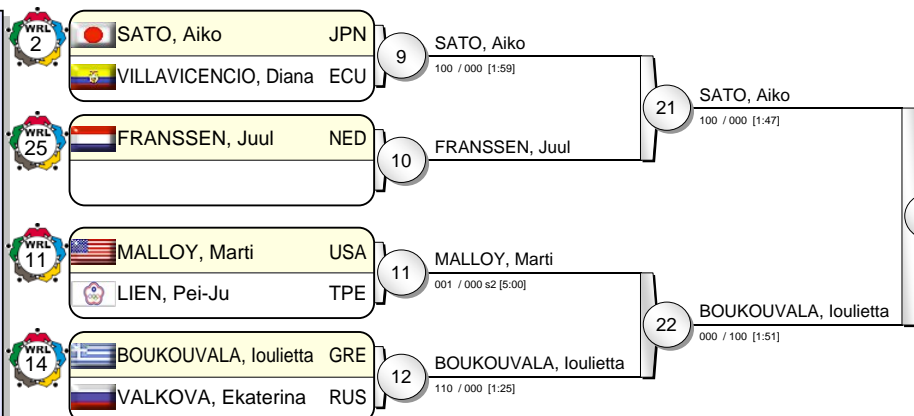 WRL
2
SATO, Aiko JPN
VILLAVICENCIO, Diana ECU
9
SATO, Aiko
100 / 000 [1:59]
WRL
25
FRANSSEN, Juul NED
10
FRANSSEN, Juul
21
SATO, Aiko
100 / 000 [1:47]
WRL
11
MALLOY, Marti USA
LIEN, Pei-Ju TPE
11
MALLOY, Marti
001 / 000 s2 [5:00]
WRL
14
BOUKOUVALA, Ioulietta GRE
VALKOVA, Ekaterina RUS
12
BOUKOUVALA, Ioulietta
110 / 000 [1:25]
22
BOUKOUVALA, Ioulietta
000 / 100 [1:51]